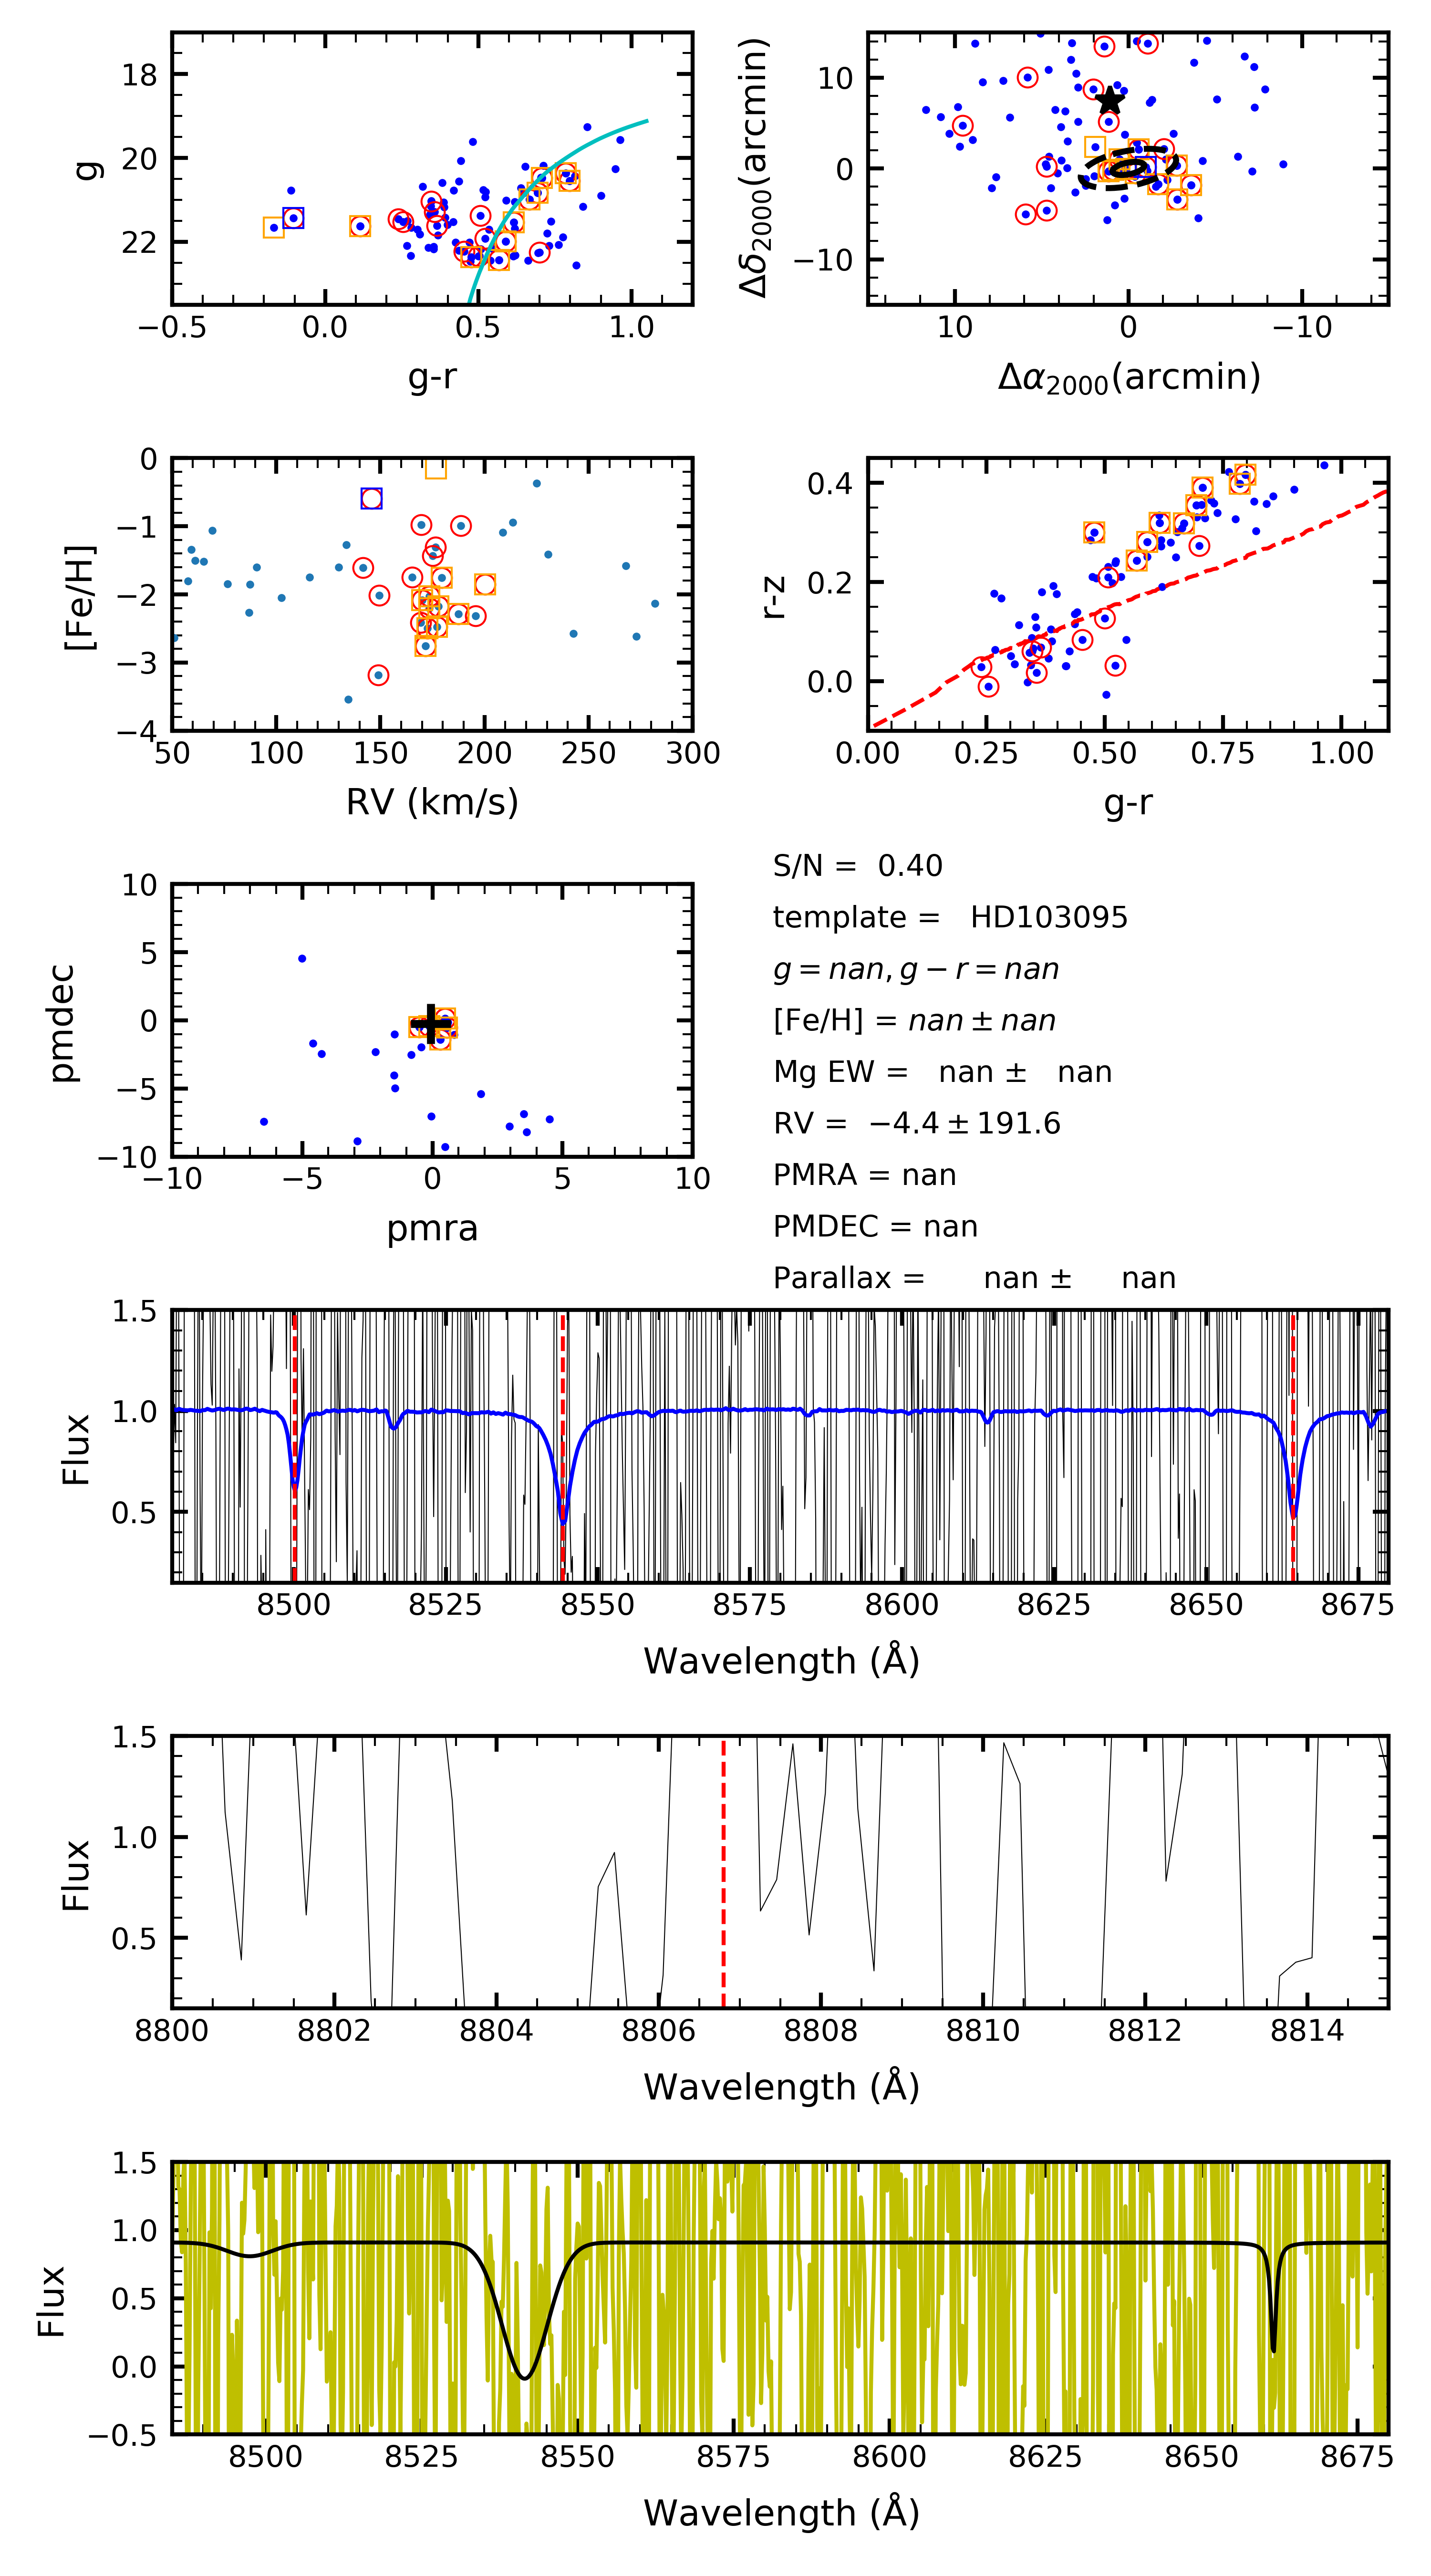 18
20
22
g
−0.5 0.0 0.5 1.0
g-r
10
0
−10
Δδ2000(arcmin)
10 0 −10
Δα2000(arcmin)
0
−1
−2
−3
−4
[Fe/H]
50 100 150 200 250 300
RV (km/s)
0.4
0.2
0.0
r-z
0.00 0.25 0.50 0.75 1.00
g-r
10
5
0
−5
−10
pmdec
−10 −5 0 5 10
pmra
S/N = 0.40
template = HD103095
g = nan, g − r = nan
[Fe/H] = nan ± nan
Mg EW = nan ± nan
RV = −4.4 ± 191.6
PMRA = nan
PMDEC = nan
Parallax = nan ± nan
1.5
1.0
0.5
Flux
8500 8525 8550 8575 8600 8625 8650 8675
Wavelength (Å)
1.5
1.0
0.5
Flux
8800 8802 8804 8806 8808 8810 8812 8814
Wavelength (Å)
1.5
1.0
0.5
0.0
−0.5
Flux
8500 8525 8550 8575 8600 8625 8650 8675
Wavelength (Å)